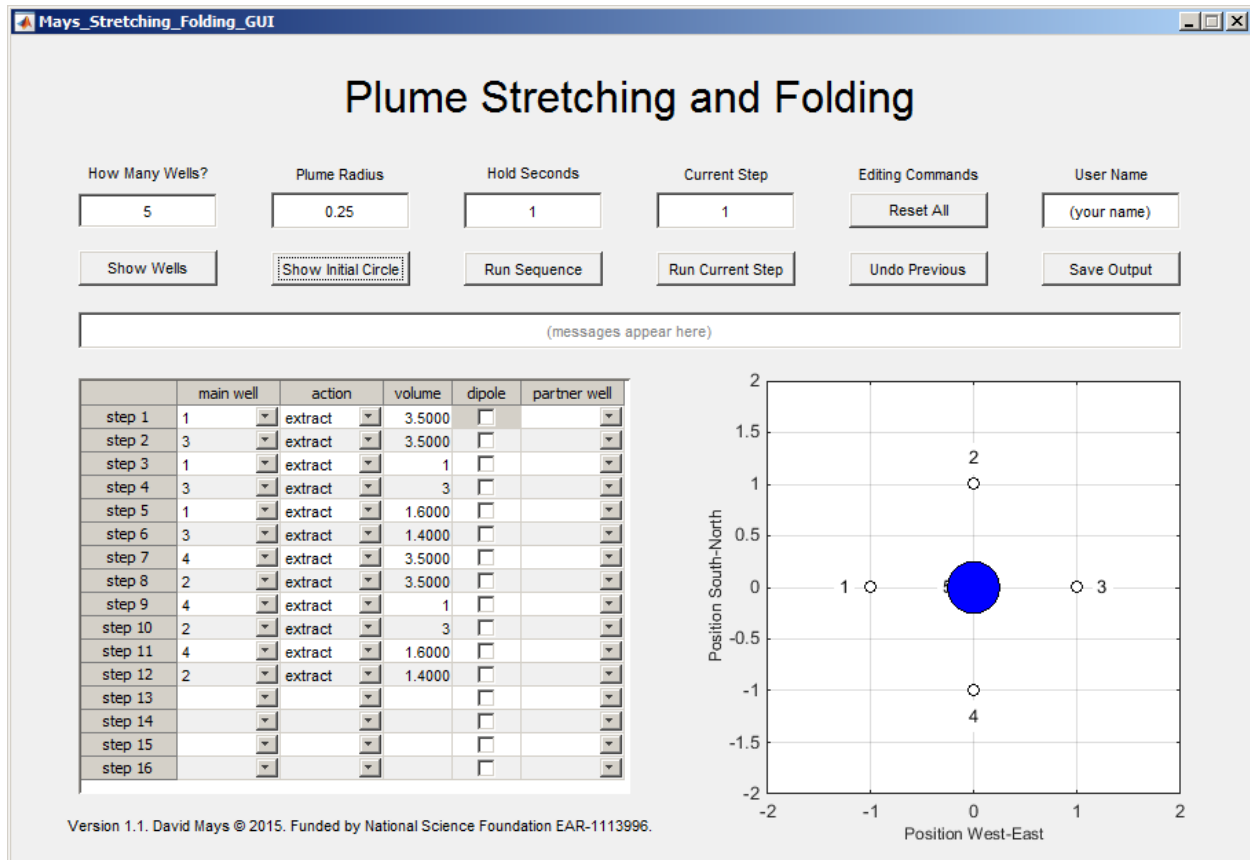 Mays_Stretching_Folding_GUI
Plume Stretching and Folding
How Many Wells? Plume Radius Hold Seconds Current Step Editing Commands User Name
5 0.25 1 1 Reset All (your name)
Show Wells Show Initial Circle Run Sequence Run Current Step Undo Previous Save Output
(messages appear here)
main well action volume dipole partner well
step 1 1 extract 3.5000
step 2 3 extract 3.5000
step 3 1 extract 1
step 4 3 extract 3
step 5 1 extract 1.6000
step 6 3 extract 1.4000
step 7 4 extract 3.5000
step 8 2 extract 3.5000
step 9 4 extract 1
step 10 2 extract 3
step 11 4 extract 1.6000
step 12 2 extract 1.4000
step 13
step 14
step 15
step 16
Position South-North
2
1.5
1
0.5
0
-0.5
-1
-1.5
-2
2
1
5
3
4
-2 -1 0 1 2
Position West-East
Version 1.1. David Mays © 2015. Funded by National Science Foundation EAR-1113996.